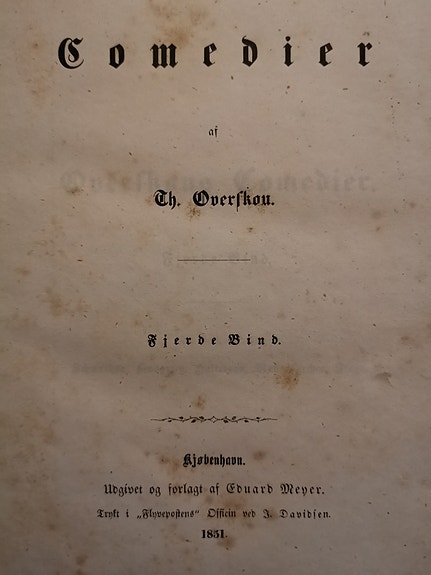 Comedier
af
Th. Overskou.
Fjerde Bind.
Kjøbenhavn.
Udgivet og forlagt af Eduard Meyer.
Trykt i „Flyvepostens“ Officin ved J. Davidsen.
1851.